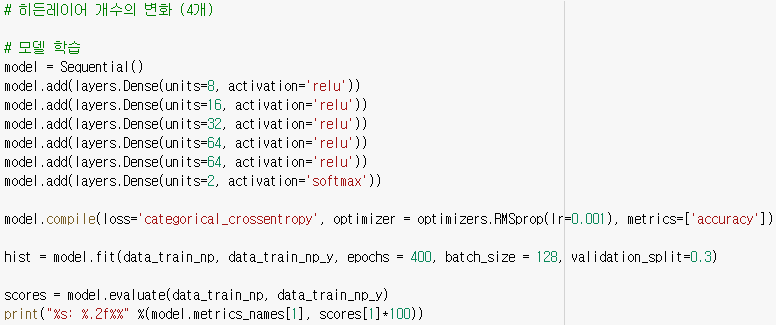 # 히든레이어 개수의 변화 (4개)
# 모델 학습
model = Sequential()
model.add(layers.Dense(units=8, activation='relu'))
model.add(layers.Dense(units=16, activation='relu'))
model.add(layers.Dense(units=32, activation='relu'))
model.add(layers.Dense(units=64, activation='relu'))
model.add(layers.Dense(units=64, activation='relu'))
model.add(layers.Dense(units=2, activation='softmax'))
model.compile(loss='categorical_crossentropy', optimizer = optimizers.RMSprop(lr=0.001), metrics=['accuracy'])
hist = model.fit(data_train_np, data_train_np_y, epochs = 400, batch_size = 128, validation_split=0.3)
scores = model.evaluate(data_train_np, data_train_np_y)
print("%s: %.2f%%" %(model.metrics_names[1], scores[1]*100))